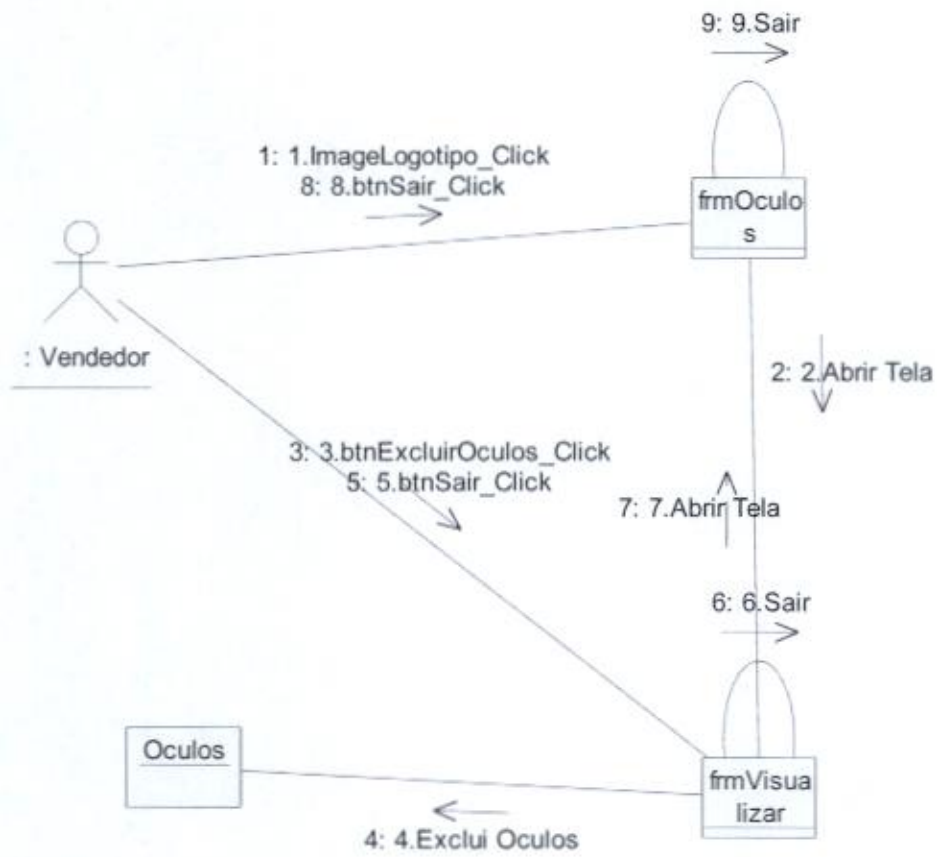 9: 9.Sair
1: 1.ImageLogotipo_Click
8: 8.btnSair_Click
frmOculo
s
: Vendedor
2: 2.Abrir Tela
3: 3.btnExcluirOculos_Click
5: 5.btnSair_Click
7: 7.Abrir Tela
6: 6.Sair
Oculos
frmVisua
lizar
4: 4.Exclui Oculos